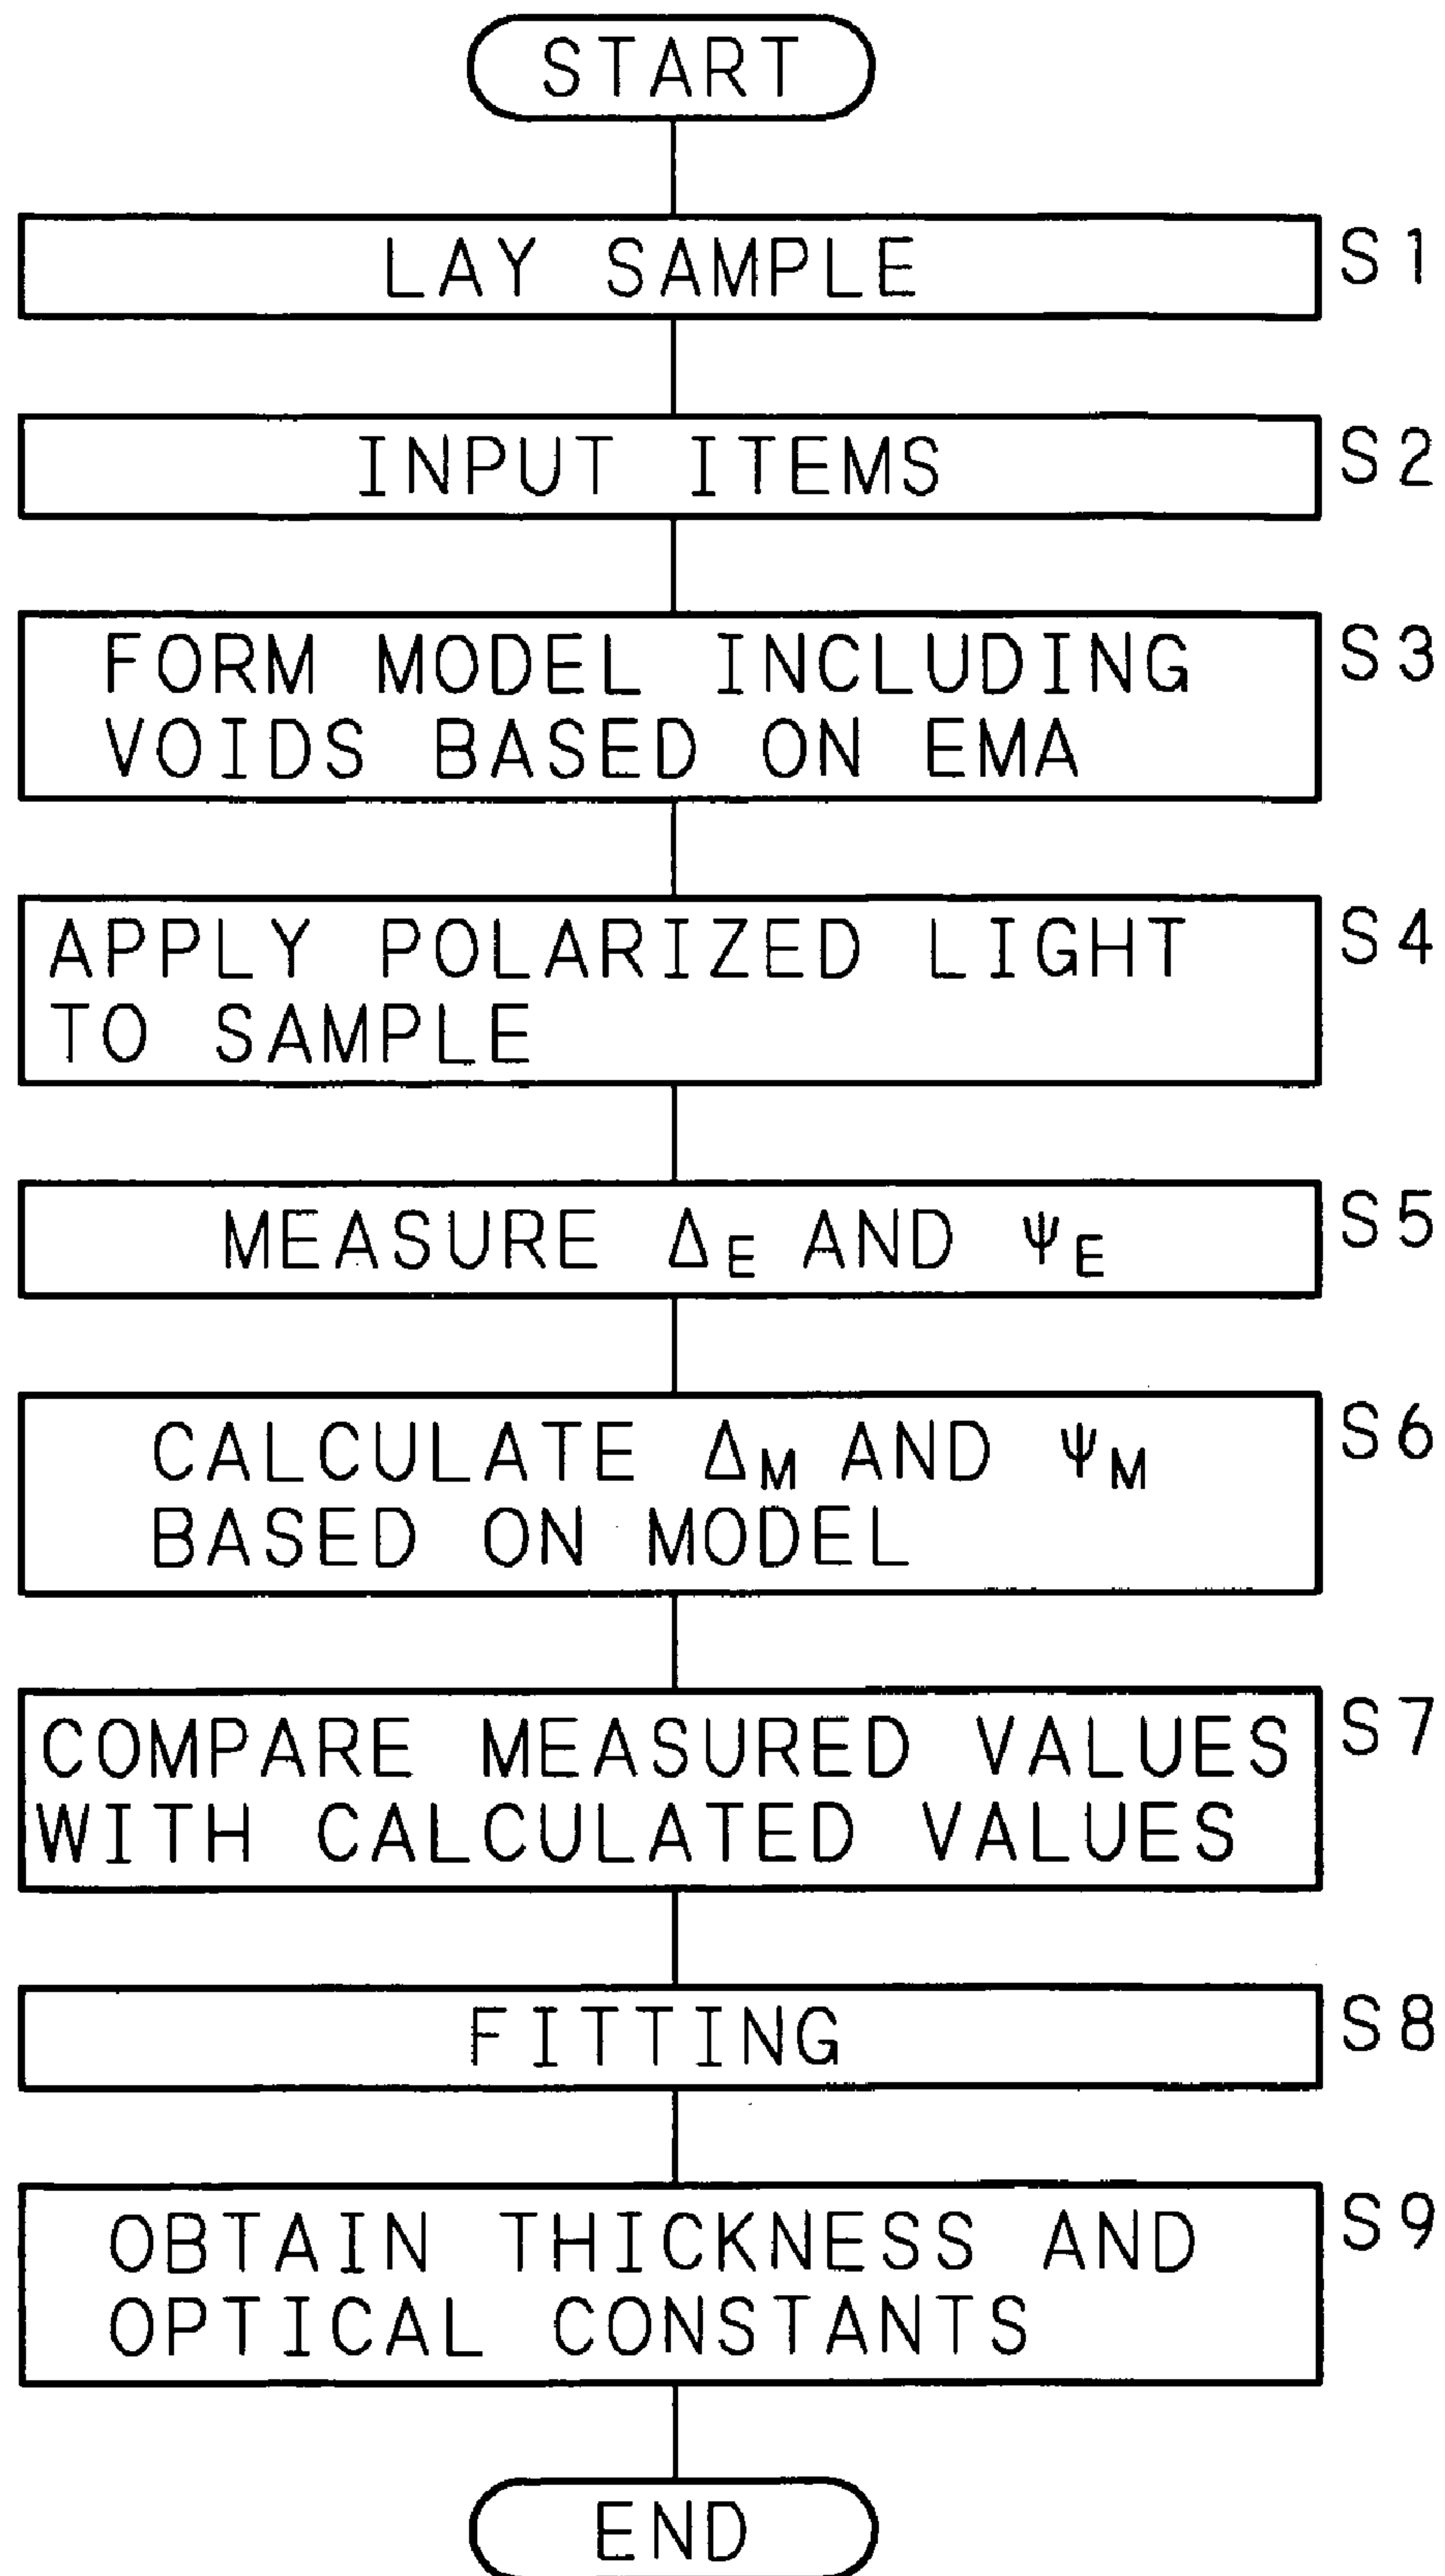 START
LAY SAMPLE
S1
INPUT ITEMS
S2
FORM MODEL INCLUDING
VOIDS BASED ON EMA
S3
APPLY POLARIZED LIGHT
TO SAMPLE
S4
MEASURE ΔE AND ψE
S5
CALCULATE ΔM AND ψM
BASED ON MODEL
S6
COMPARE MEASURED VALUES
WITH CALCULATED VALUES
S7
FITTING
S8
OBTAIN THICKNESS AND
OPTICAL CONSTANTS
S9
END